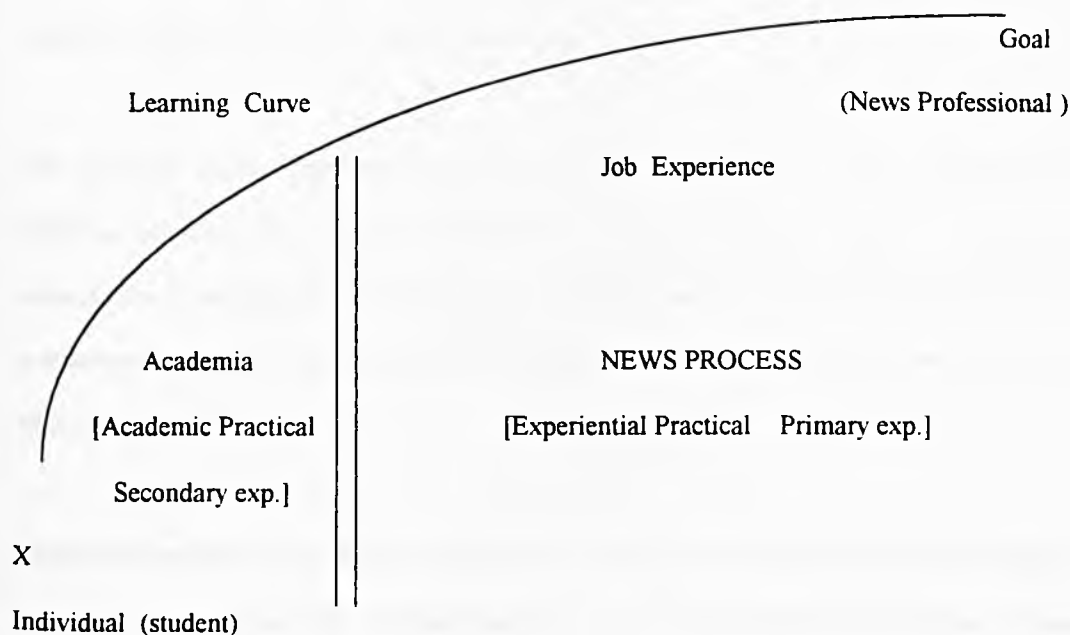 Goal
Learning Curve
(News Professional )
Job Experience
Academia
NEWS PROCESS
[Academic Practical
[Experiential Practical Primary exp.]
Secondary exp.]
X
Individual (student)